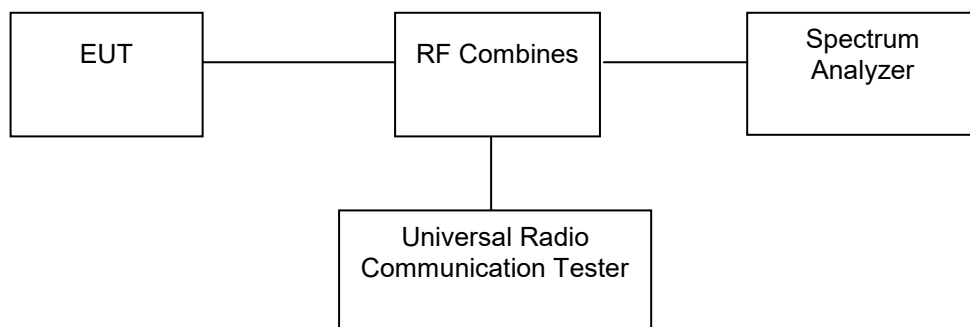 EUT
RF Combines
Spectrum
Analyzer
Universal Radio
Communication Tester